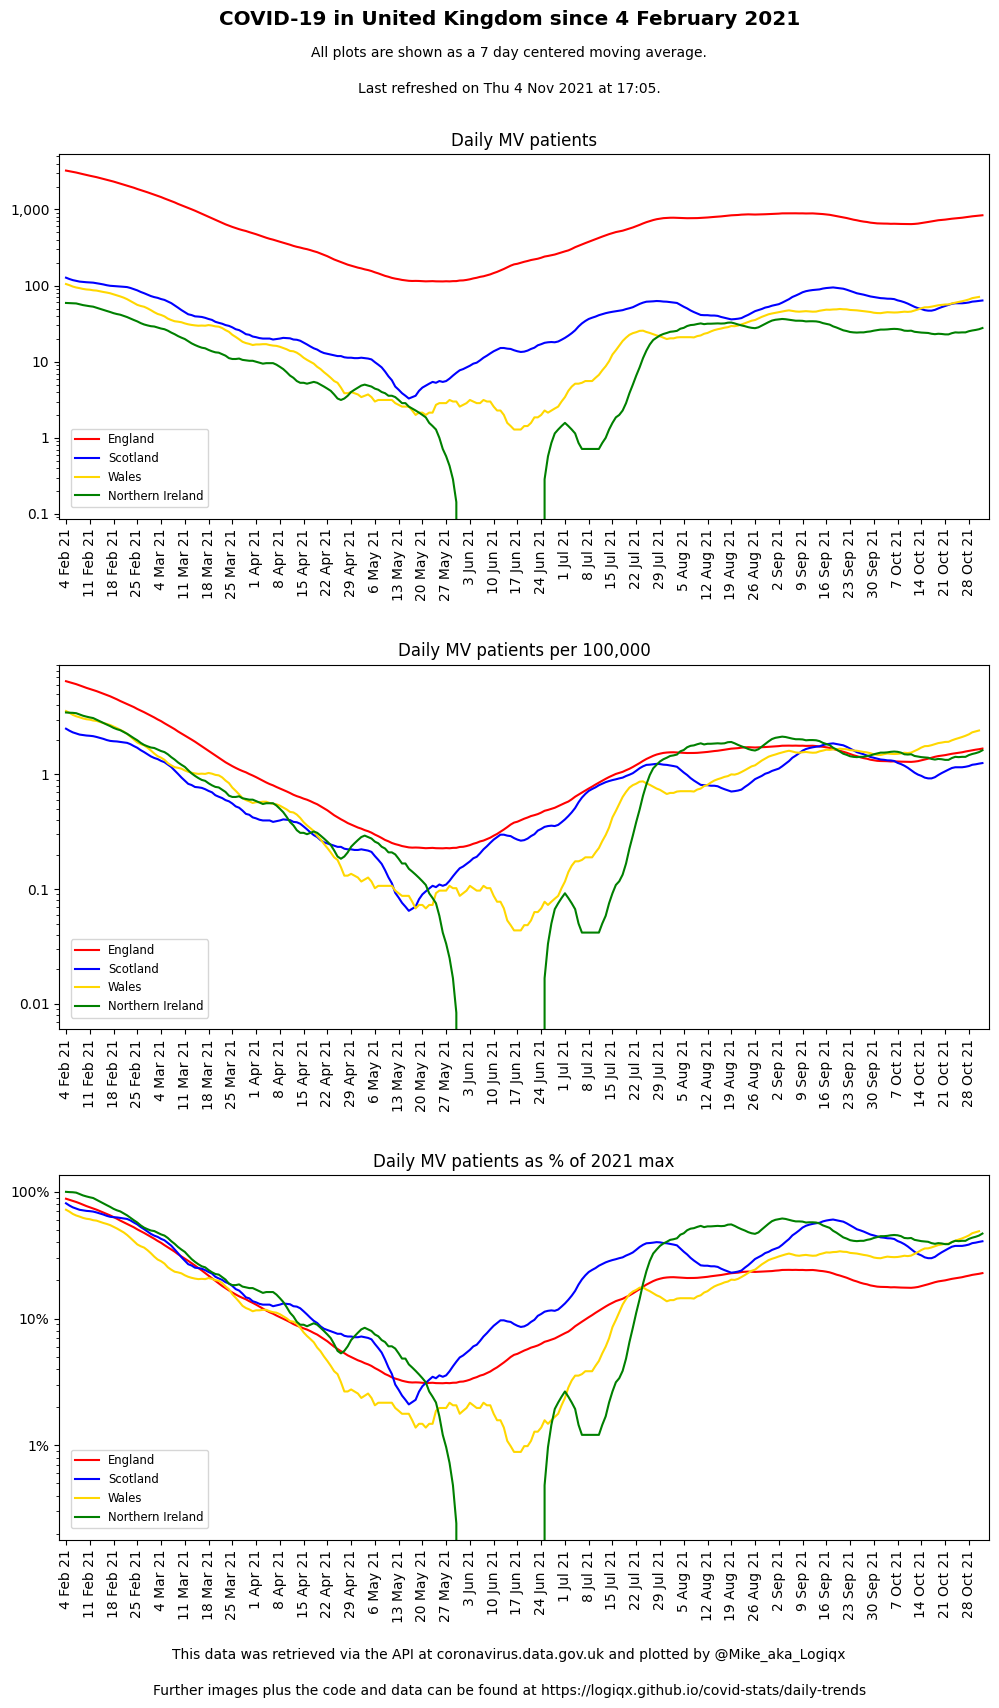 COVID-19 in United Kingdom since 4 February 2021
All plots are shown as a 7 day centered moving average.
Last refreshed on Thu 4 Nov 2021 at 17:05.
Daily MV patients
1,000
100
10
1
0.1
England
Scotland
Wales
Northern Ireland
4 Feb 21
11 Feb 21
18 Feb 21
25 Feb 21
4 Mar 21
11 Mar 21
18 Mar 21
25 Mar 21
1 Apr 21
8 Apr 21
15 Apr 21
22 Apr 21
29 Apr 21
6 May 21
13 May 21
20 May 21
27 May 21
3 Jun 21
10 Jun 21
17 Jun 21
24 Jun 21
1 Jul 21
8 Jul 21
15 Jul 21
22 Jul 21
29 Jul 21
5 Aug 21
12 Aug 21
19 Aug 21
26 Aug 21
2 Sep 21
9 Sep 21
16 Sep 21
23 Sep 21
30 Sep 21
7 Oct 21
14 Oct 21
21 Oct 21
28 Oct 21
Daily MV patients per 100,000
1
0.1
0.01
England
Scotland
Wales
Northern Ireland
4 Feb 21
11 Feb 21
18 Feb 21
25 Feb 21
4 Mar 21
11 Mar 21
18 Mar 21
25 Mar 21
1 Apr 21
8 Apr 21
15 Apr 21
22 Apr 21
29 Apr 21
6 May 21
13 May 21
20 May 21
27 May 21
3 Jun 21
10 Jun 21
17 Jun 21
24 Jun 21
1 Jul 21
8 Jul 21
15 Jul 21
22 Jul 21
29 Jul 21
5 Aug 21
12 Aug 21
19 Aug 21
26 Aug 21
2 Sep 21
9 Sep 21
16 Sep 21
23 Sep 21
30 Sep 21
7 Oct 21
14 Oct 21
21 Oct 21
28 Oct 21
Daily MV patients as % of 2021 max
100%
10%
1%
England
Scotland
Wales
Northern Ireland
4 Feb 21
11 Feb 21
18 Feb 21
25 Feb 21
4 Mar 21
11 Mar 21
18 Mar 21
25 Mar 21
1 Apr 21
8 Apr 21
15 Apr 21
22 Apr 21
29 Apr 21
6 May 21
13 May 21
20 May 21
27 May 21
3 Jun 21
10 Jun 21
17 Jun 21
24 Jun 21
1 Jul 21
8 Jul 21
15 Jul 21
22 Jul 21
29 Jul 21
5 Aug 21
12 Aug 21
19 Aug 21
26 Aug 21
2 Sep 21
9 Sep 21
16 Sep 21
23 Sep 21
30 Sep 21
7 Oct 21
14 Oct 21
21 Oct 21
28 Oct 21
This data was retrieved via the API at coronavirus.data.gov.uk and plotted by @Mike_aka_Logiqx
Further images plus the code and data can be found at https://logiqx.github.io/covid-stats/daily-trends